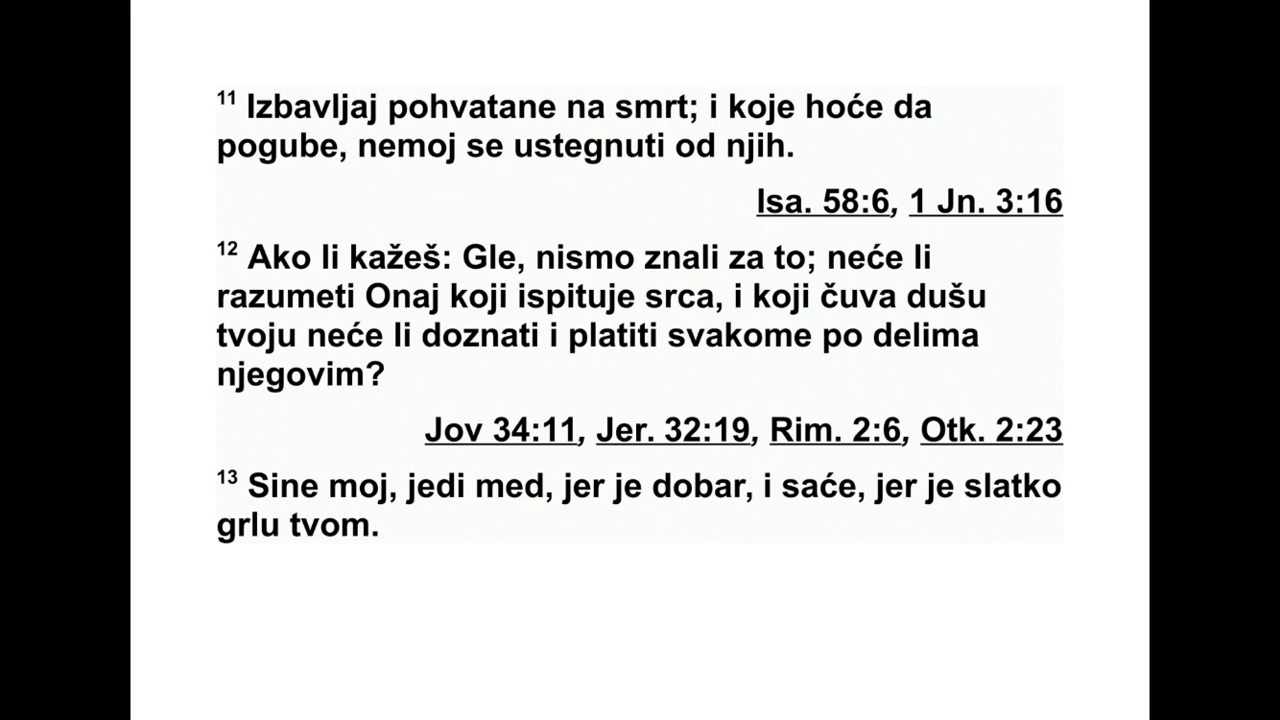 11 Izbavljaj pohvatane na smrt; i koje hoće da
pogube, nemoj se ustegnuti od njih.
Isa. 58:6, 1 Jn. 3:16
12 Ako li kažeš: Gle, nismo znali za to; neće li
razumeti Onaj koji ispituje srca, i koji čuva dušu
tvoju neće li doznati i platiti svakome po delima
njegovim?
Jov 34:11, Jer. 32:19, Rim. 2:6, Otk. 2:23
13 Sine moj, jedi med, jer je dobar, i saće, jer je slatko
grlu tvom.